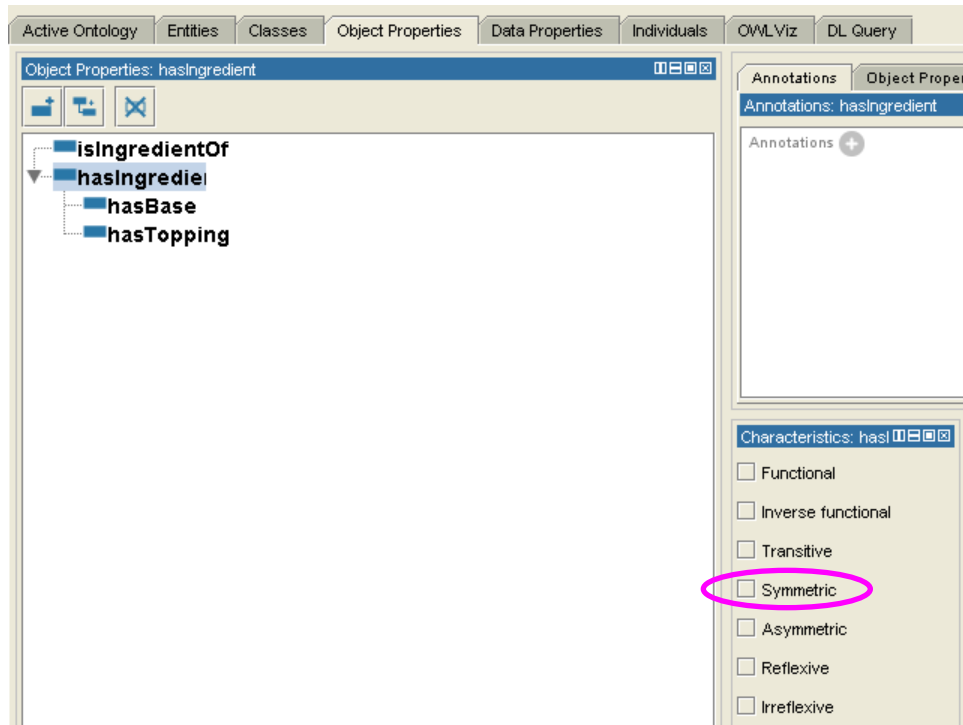 Active Ontology Entities Classes Object Properties Data Properties Individuals OWLViz DL Query
Object Properties: hasIngredient
isIngredientOf
hasIngredie
hasBase
hasTopping
Annotations Object Proper
Annotations: hasIngredient
Annotations
Characteristics: hasI
Functional
Inverse functional
Transitive
Symmetric
Asymmetric
Reflexive
Irreflexive